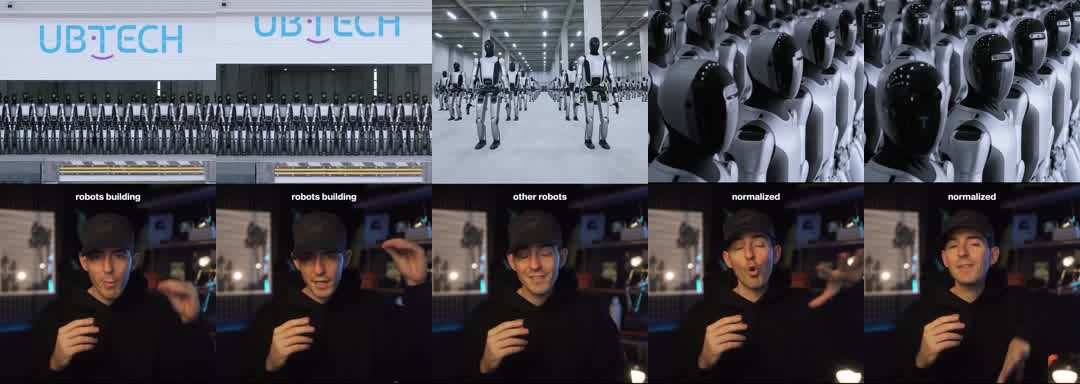 UBTECH
UBTECH
robots building
robots building
other robots
normalized
normalized